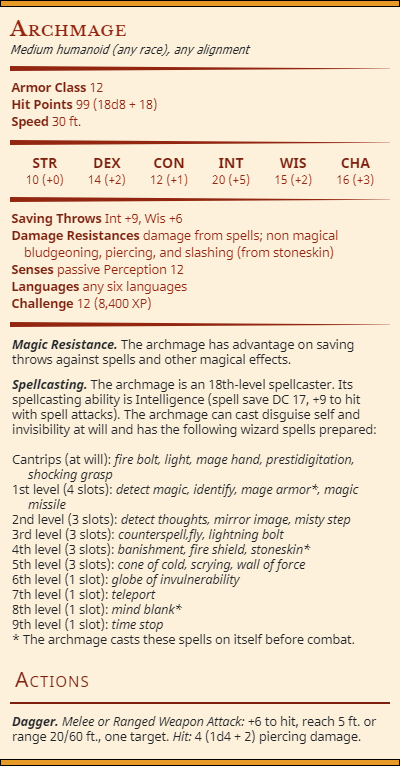 Archmage
Medium humanoid (any race), any alignment
Armor Class 12
Hit Points 99 (18d8 + 18)
Speed 30 ft.
STR DEX CON INT WIS CHA
10 (+0) 14 (+2) 12 (+1) 20 (+5) 15 (+2) 16 (+3)
Saving Throws Int +9, Wis +6
Damage Resistances damage from spells; non magical
bludgeoning, piercing, and slashing (from stoneskin)
Senses passive Perception 12
Languages any six languages
Challenge 12 (8,400 XP)
Magic Resistance. The archmage has advantage on saving
throws against spells and other magical effects.
Spellcasting. The archmage is an 18th-level spellcaster. Its
spellcasting ability is Intelligence (spell save DC 17, +9 to hit
with spell attacks). The archmage can cast disguise self and
invisibility at will and has the following wizard spells prepared:
Cantrips (at will): fire bolt, light, mage hand, prestidigitation,
shocking grasp
1st level (4 slots): detect magic, identify, mage armor*, magic
missile
2nd level (3 slots): detect thoughts, mirror image, misty step
3rd level (3 slots): counterspell,fly, lightning bolt
4th level (3 slots): banishment, fire shield, stoneskin*
5th level (3 slots): cone of cold, scrying, wall of force
6th level (1 slot): globe of invulnerability
7th level (1 slot): teleport
8th level (1 slot): mind blank*
9th level (1 slot): time stop
* The archmage casts these spells on itself before combat.
Actions
Dagger. Melee or Ranged Weapon Attack: +6 to hit, reach 5 ft. or
range 20/60 ft., one target. Hit: 4 (1d4 + 2) piercing damage.